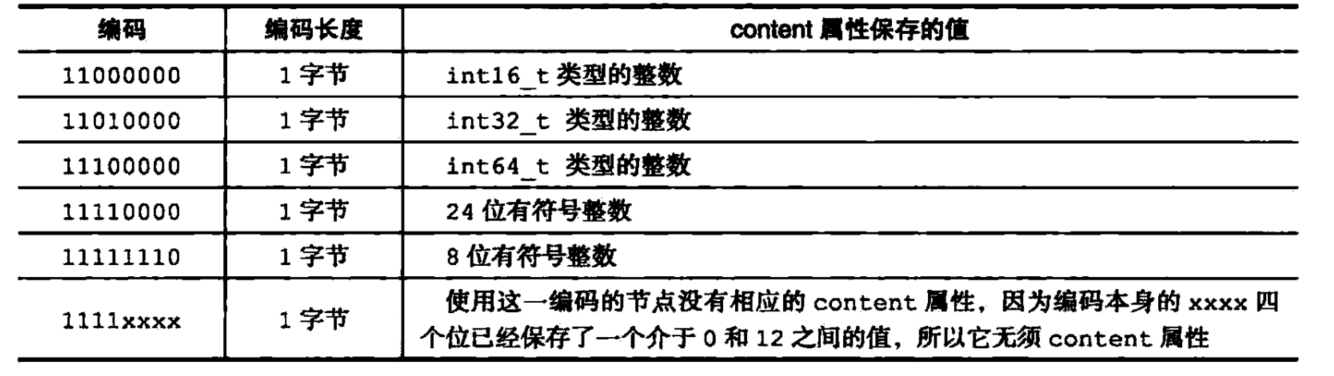 编码 编码长度 content 属性保存的值
11000000 1 字节 int16_t 类型的整数
11010000 1 字节 int32_t 类型的整数
11100000 1 字节 int64_t 类型的整数
11110000 1 字节 24 位有符号整数
11111110 1 字节 8 位有符号整数
1111xxxx 1 字节 使用这一编码的节点没有相应的 content 属性，因为编码本身的 xxxx 四
个位已经保存了一个介于 0 和 12 之间的值，所以它无须 content 属性